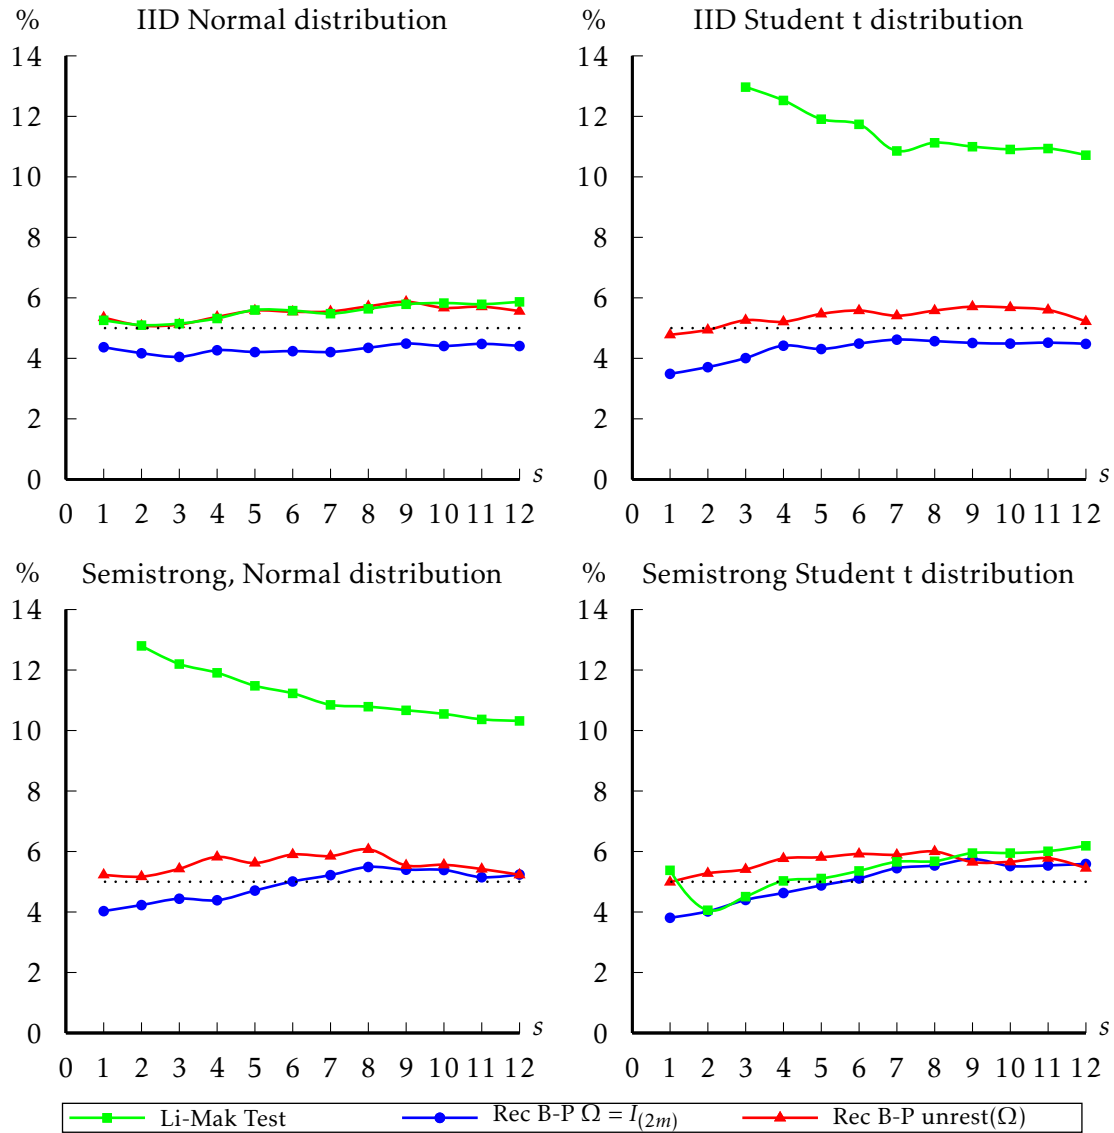 % IID Normal distribution
14
12
10
8
6
4
2
0
s
0 1 2 3 4 5 6 7 8 9 10 11 12
% IID Student t distribution
14
12
10
8
6
4
2
0
s
0 1 2 3 4 5 6 7 8 9 10 11 12
% Semistrong, Normal distribution
14
12
10
8
6
4
2
0
s
0 1 2 3 4 5 6 7 8 9 10 11 12
% Semistrong Student t distribution
14
12
10
8
6
4
2
0
s
0 1 2 3 4 5 6 7 8 9 10 11 12
Li-Mak Test Rec B-P Ω = I(2m) Rec B-P unrest(Ω)